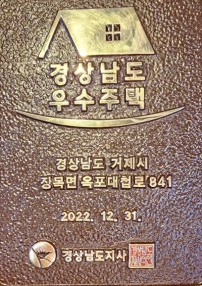 경상남도
우수주택
경상남도 거제시
장목면 옥포대첩로 841
2022. 12. 31.
경상남도지사